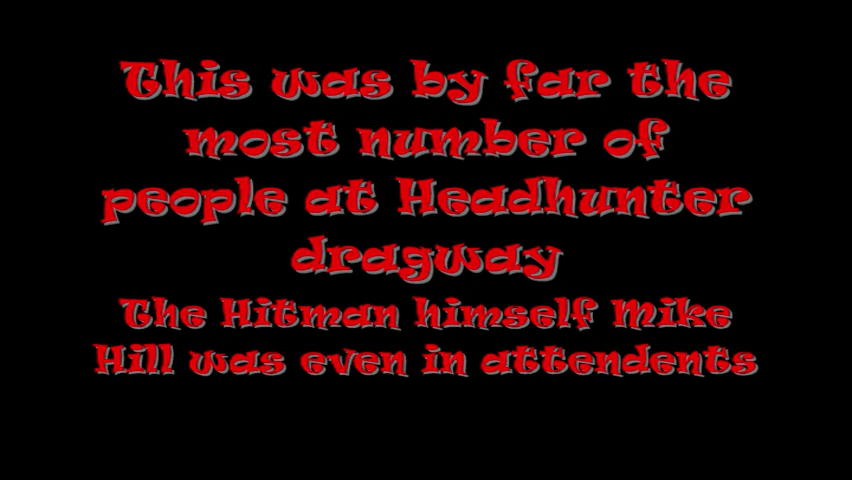 This was by far the
most number of
people at Headhunter
dragway
The Hitman himself Mike
Hill was even in attendents